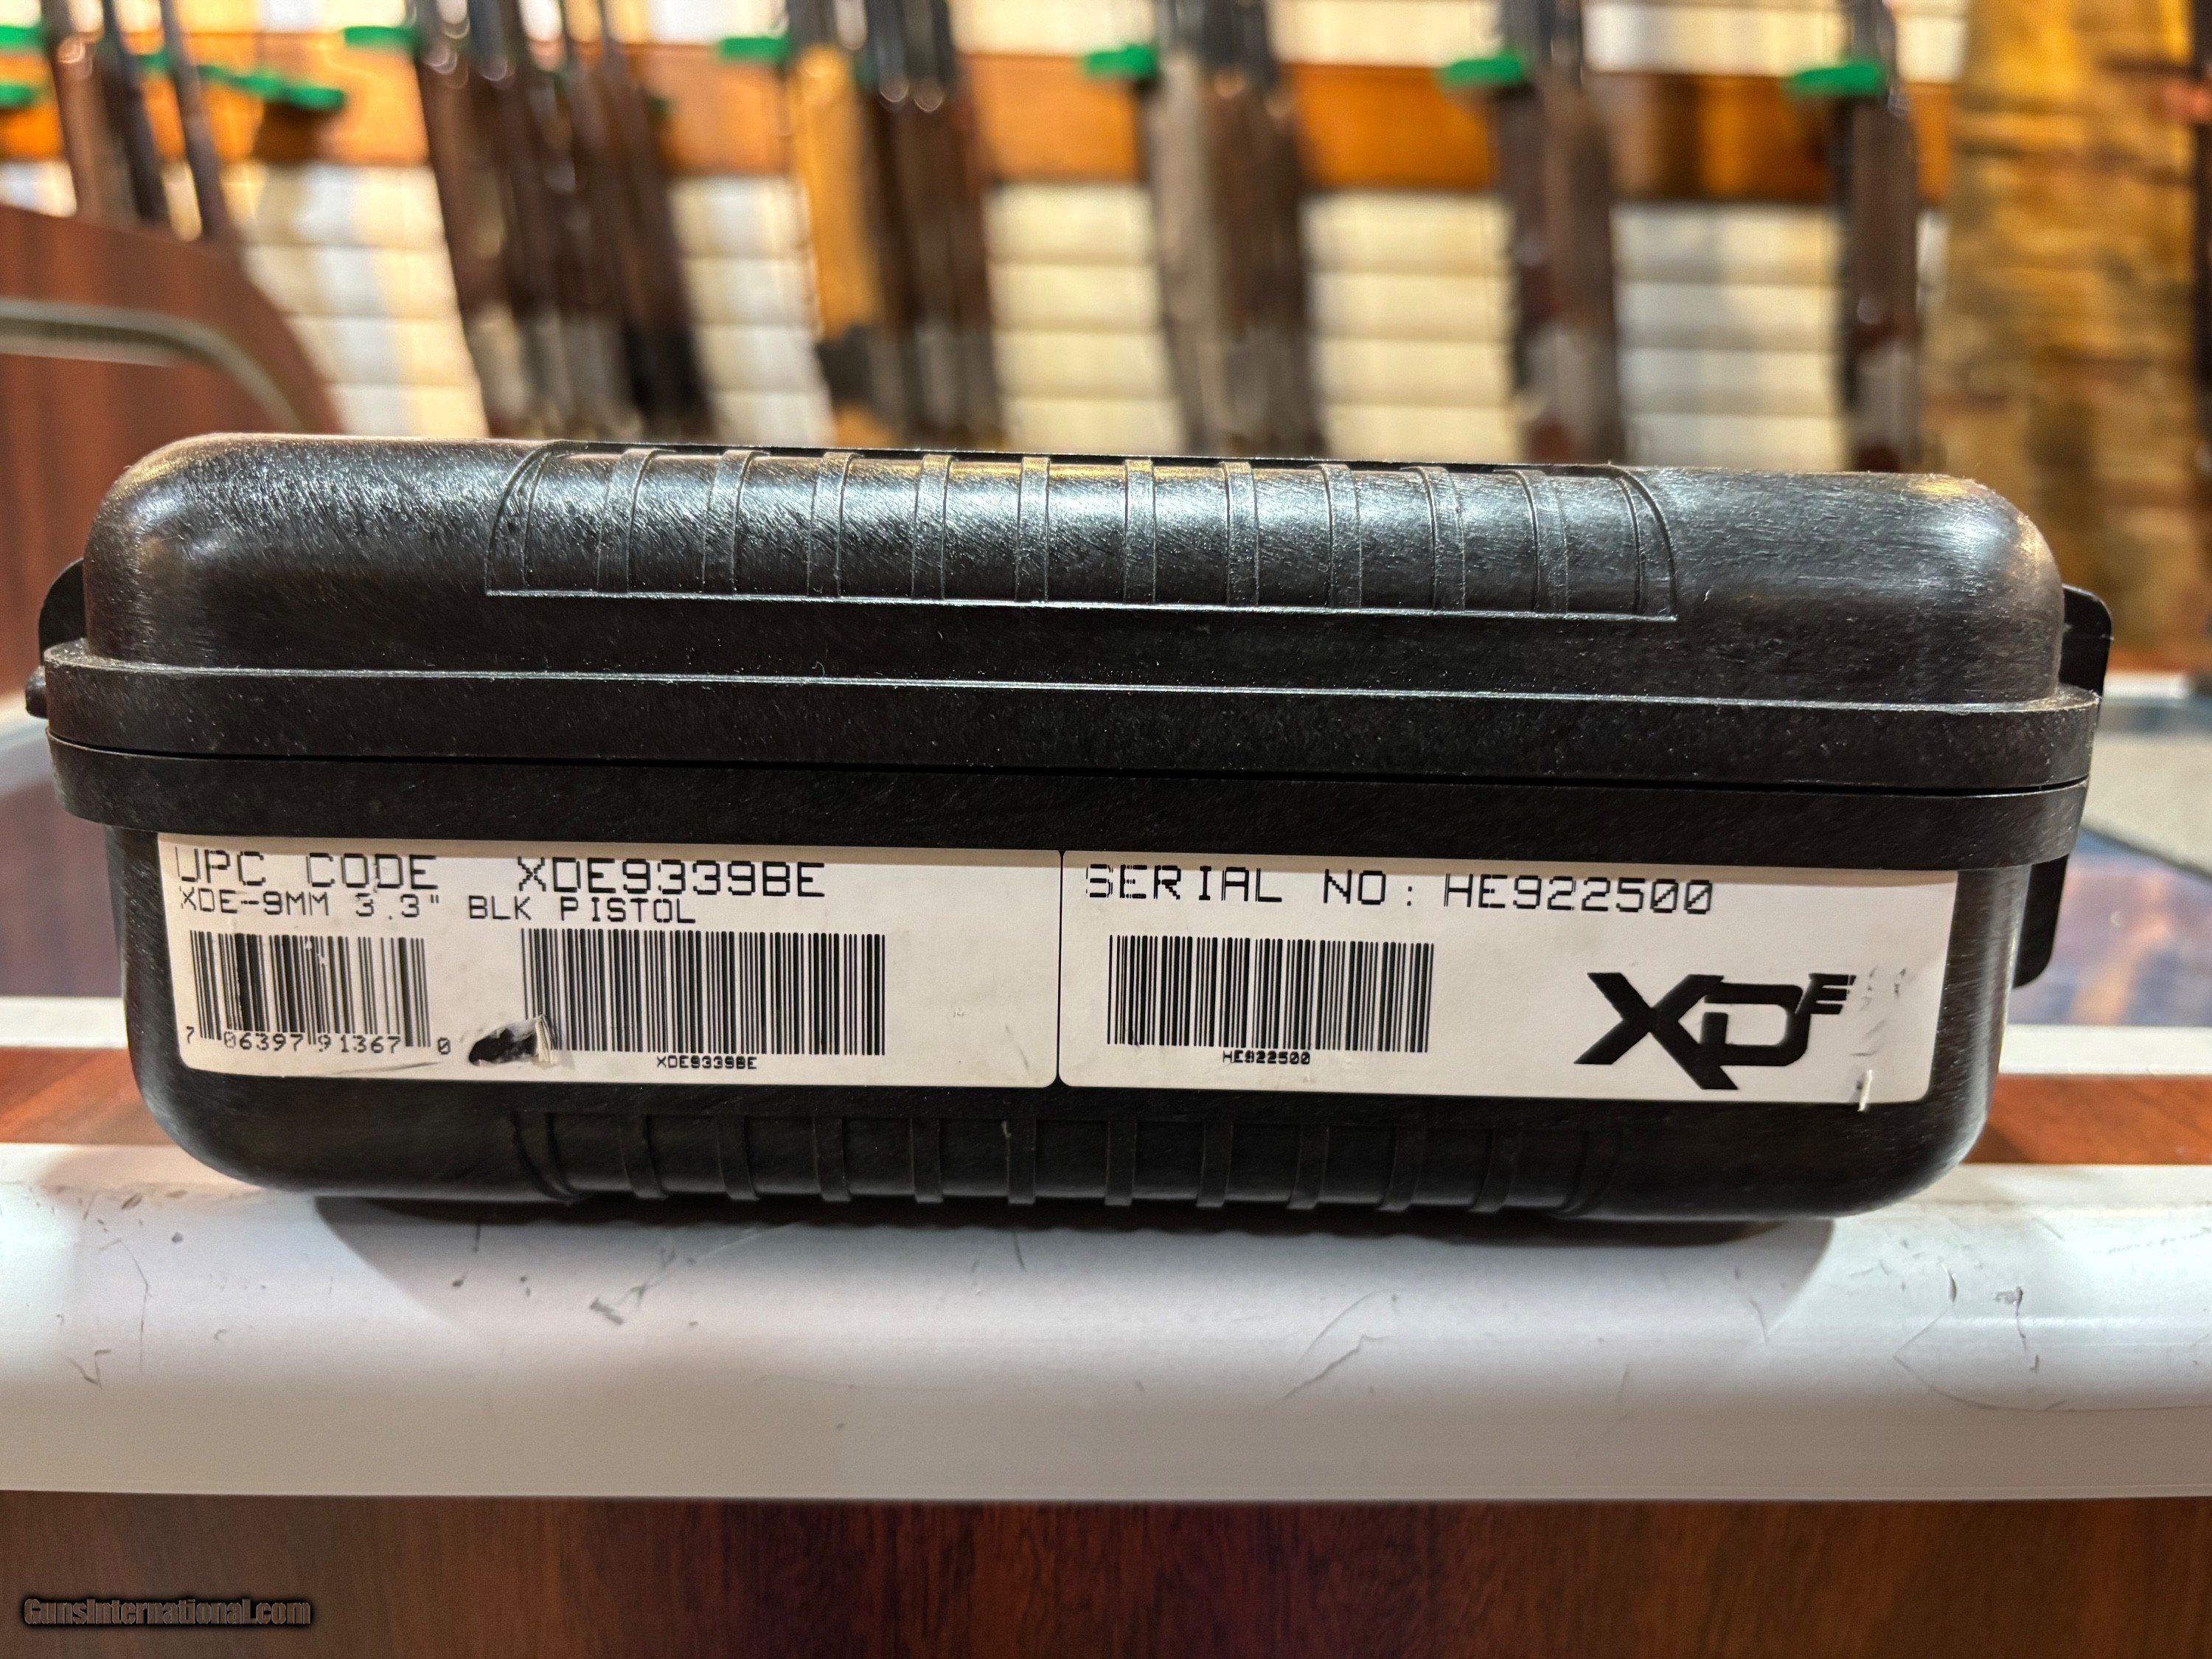 UPC CODE XDE9339BE
XDE-9MM 3.3" BLK PISTOL
7 06397 91367 0
XDE9339BE
SERIAL NO: HE922500
HE922500
XDE
GunsInternational.com